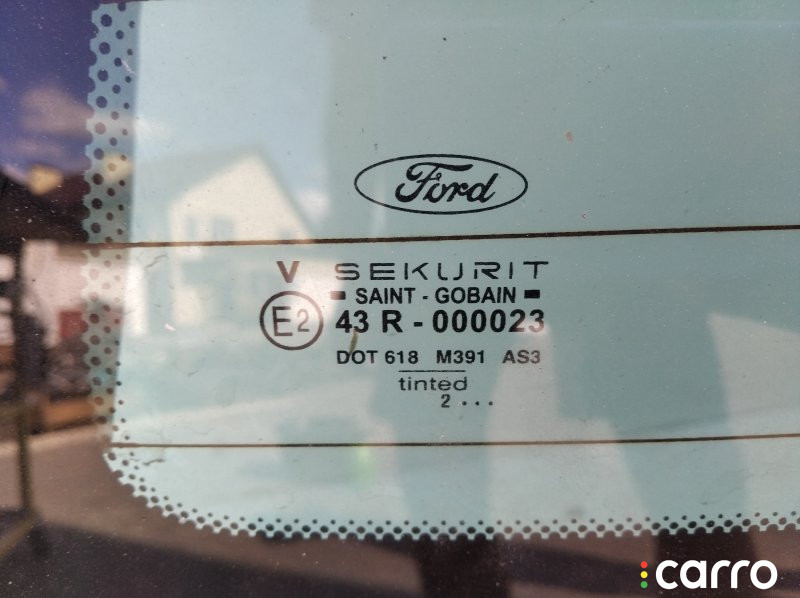 Ford
V SEKURIT
SAINT - GOBAIN
E2 43 R - 000023
DOT 618 M391 AS3
tinted
2 ...
carro